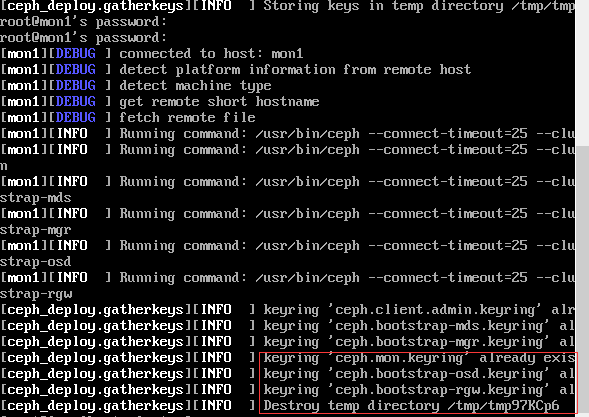 [ceph_deploy.gatherkeys][INFO  ] Storing keys in temp directory /tmp/tmp
root@mon1's password:
root@mon1's password:
[mon1][DEBUG ] connected to host: mon1
[mon1][DEBUG ] detect platform information from remote host
[mon1][DEBUG ] detect machine type
[mon1][DEBUG ] get remote short hostname
[mon1][DEBUG ] fetch remote file
[mon1][INFO  ] Running command: /usr/bin/ceph --connect-timeout=25 --clu
[mon1][INFO  ] Running command: /usr/bin/ceph --connect-timeout=25 --clu
n
[mon1][INFO  ] Running command: /usr/bin/ceph --connect-timeout=25 --clu
strap-mds
[mon1][INFO  ] Running command: /usr/bin/ceph --connect-timeout=25 --clu
strap-mgr
[mon1][INFO  ] Running command: /usr/bin/ceph --connect-timeout=25 --clu
strap-osd
[mon1][INFO  ] Running command: /usr/bin/ceph --connect-timeout=25 --clu
strap-rgw
[ceph_deploy.gatherkeys][INFO  ] keyring 'ceph.client.admin.keyring' alr
[ceph_deploy.gatherkeys][INFO  ] keyring 'ceph.bootstrap-mds.keyring' al
[ceph_deploy.gatherkeys][INFO  ] keyring 'ceph.bootstrap-mgr.keyring' al
[ceph_deploy.gatherkeys][INFO  ] keyring 'ceph.mon.keyring' already exis
[ceph_deploy.gatherkeys][INFO  ] keyring 'ceph.bootstrap-osd.keyring' al
[ceph_deploy.gatherkeys][INFO  ] keyring 'ceph.bootstrap-rgw.keyring' al
[ceph_deploy.gatherkeys][INFO  ] Destroy temp directory /tmp/tmp97KCp6